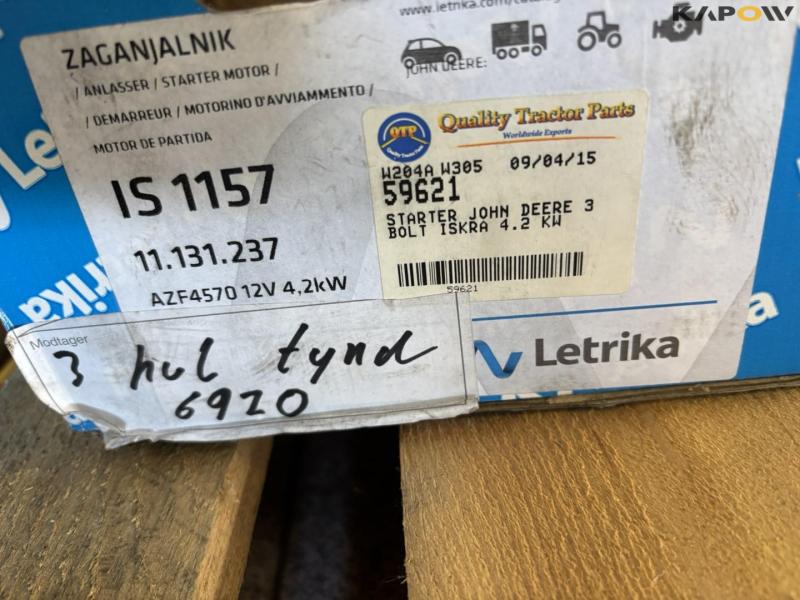 www.letrika.com
KAPOW
ZAGANJALNIK
/ ANLASSER / STARTER MOTOR /
/ DEMARREUR / MOTORINO D'AVVIAMMENTO /
MOTOR DE PARTIDA
JOHN DEERE:
IS 1157
11.131.237
AZF4570 12V 4,2kW
QTP
Quality Tractor Parts
Worldwide Exports
W204A W305 09/04/15
59621
STARTER JOHN DEERE 3
BOLT ISKRA 4.2 KW
59621
Letrika
Modtager
3 hul tynd
6920